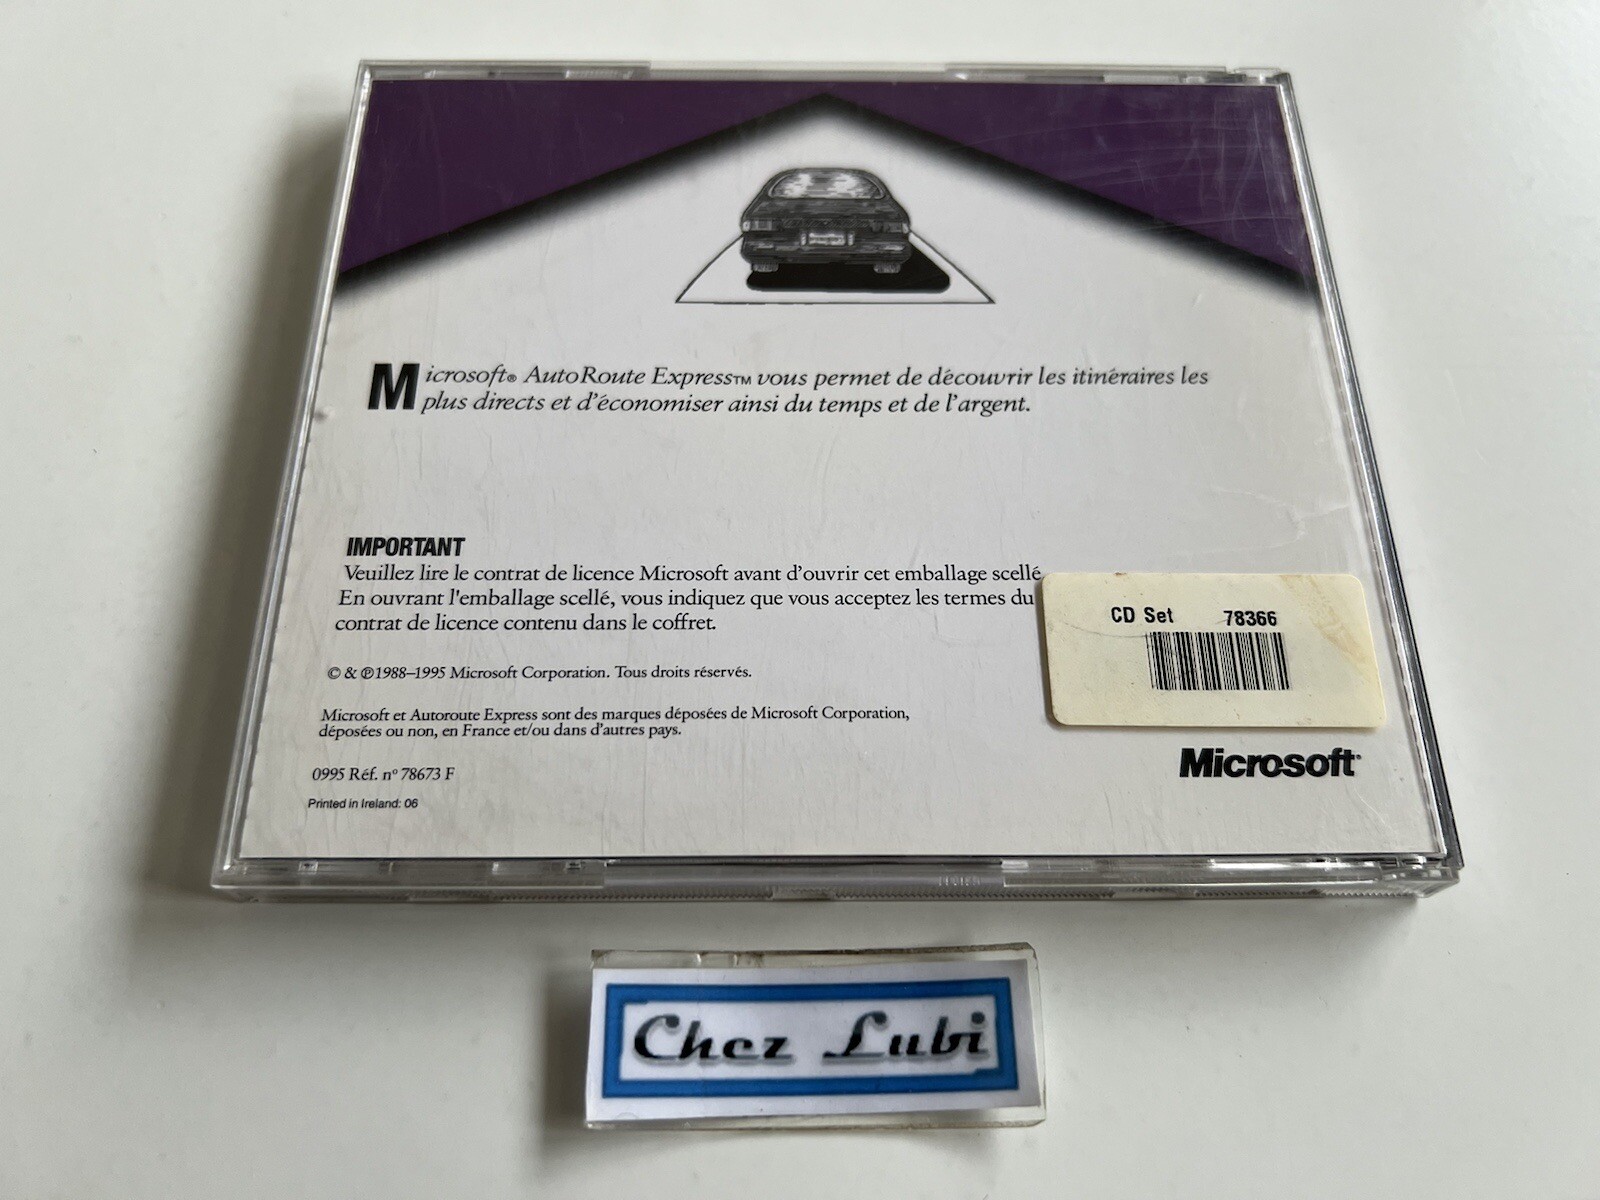 Microsoft® AutoRoute Express™ vous permet de découvrir les itinéraires les
plus directs et d'économiser ainsi du temps et de l'argent.
IMPORTANT
Veuillez lire le contrat de licence Microsoft avant d'ouvrir cet emballage scellé
En ouvrant l'emballage scellé, vous indiquez que vous acceptez les termes du
contrat de licence contenu dans le coffret.
CD Set 78366
© & ℗ 1988–1995 Microsoft Corporation. Tous droits réservés.
Microsoft et Autoroute Express sont des marques déposées de Microsoft Corporation,
déposées ou non, en France et/ou dans d'autres pays.
Microsoft®
0995 Réf. nº 78673 F
Printed in Ireland: 06
Chez Lubi